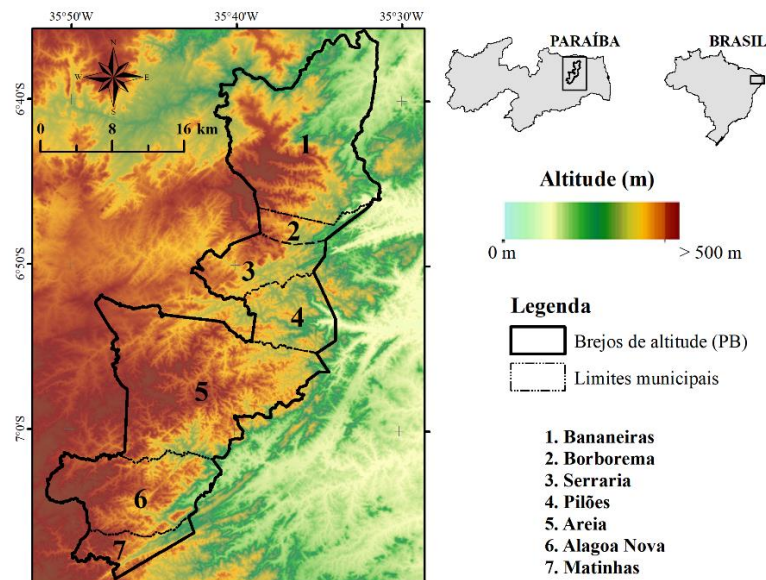 35°50'W 35°40'W 35°30'W
PARAÍBA BRASIL
N
W E
S
6°40'S
0 8 16 km
1
Altitude (m)
0 m > 500 m
2
6°50'S
3
4
Legenda
Brejos de altitude (PB)
Limites municipais
5
7°0'S
6
7
1. Bananeiras
2. Borborema
3. Serraria
4. Pilões
5. Areia
6. Alagoa Nova
7. Matinhas